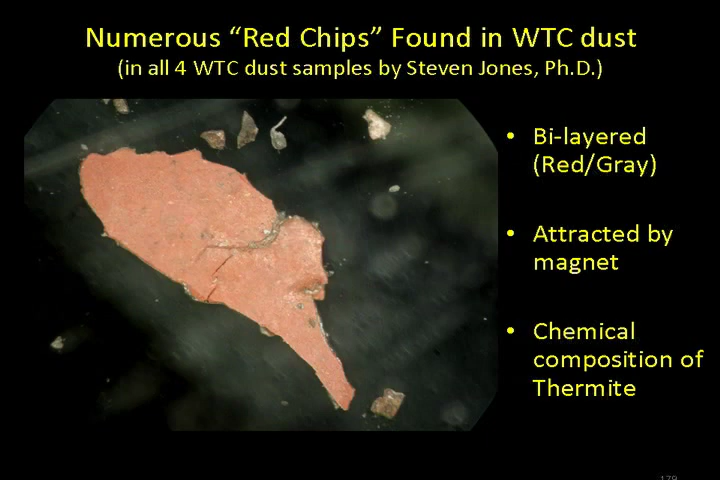 Numerous “Red Chips” Found in WTC dust
(in all 4 WTC dust samples by Steven Jones, Ph.D.)
• Bi-layered
(Red/Gray)
• Attracted by
magnet
• Chemical
composition of
Thermite